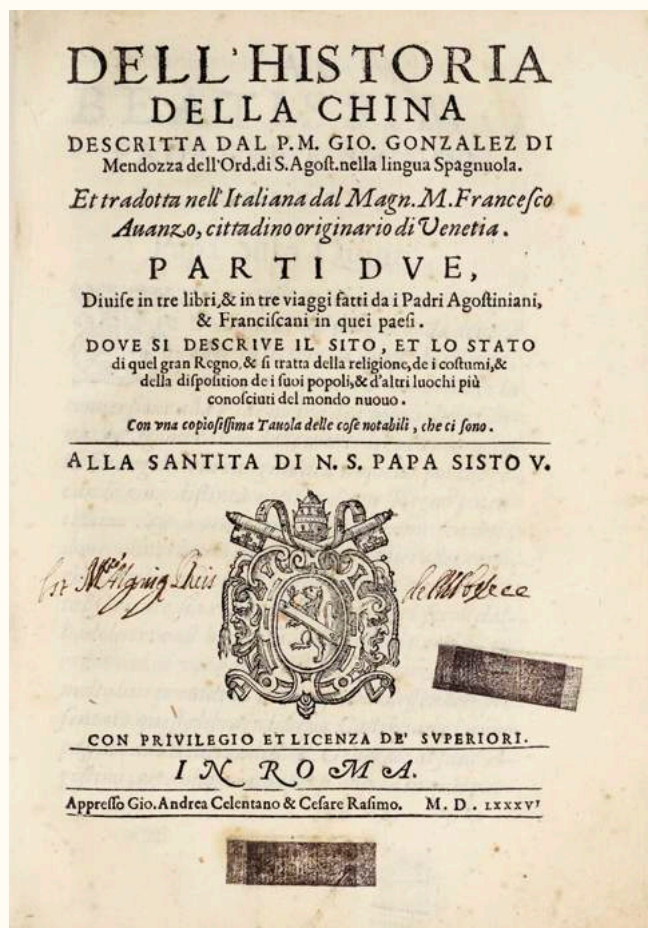 DELL'HISTORIA
DELLA CHINA
DESCRITTA DAL P.M. GIO. GONZALEZ DI
Mendozza dell'Ord.di S.Agost.nella lingua Spagnuola.
Et tradotta nell'Italiana dal Magn. M. Franceſco
Auanzo, cittadino originario di Venetia.
PARTI DVE,
Diuiſe in tre libri,& in tre viaggi fatti da i Padri Agoſtiniani,
& Franciſcani in quei paeſi.
DOVE SI DESCRIVE IL SITO, ET LO STATO
di quel gran Regno,& ſi tratta della religione,de i coſtumi,&
della diſpoſition de i ſuoi popoli,& d'altri luochi più
conoſciuti del mondo nuouo.
Con vna copioſiſſima Tauola delle coſe notabili, che ci ſono.
ALLA SANTITA DI N. S. PAPA SISTO V.
CON PRIVILEGIO ET LICENZA DE' SVPERIORI.
IN ROMA.
Appreſſo Gio. Andrea Celentano & Ceſare Raſimo. M. D. LXXXVI